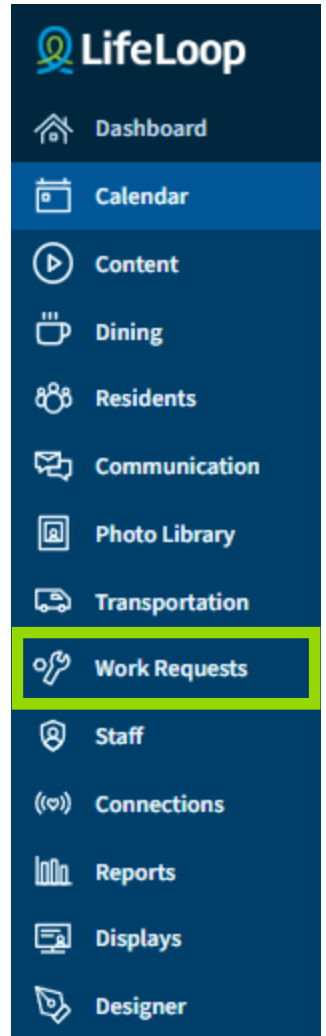 LifeLoop
Dashboard
Calendar
Content
Dining
Residents
Communication
Photo Library
Transportation
Work Requests
Staff
Connections
Reports
Displays
Designer